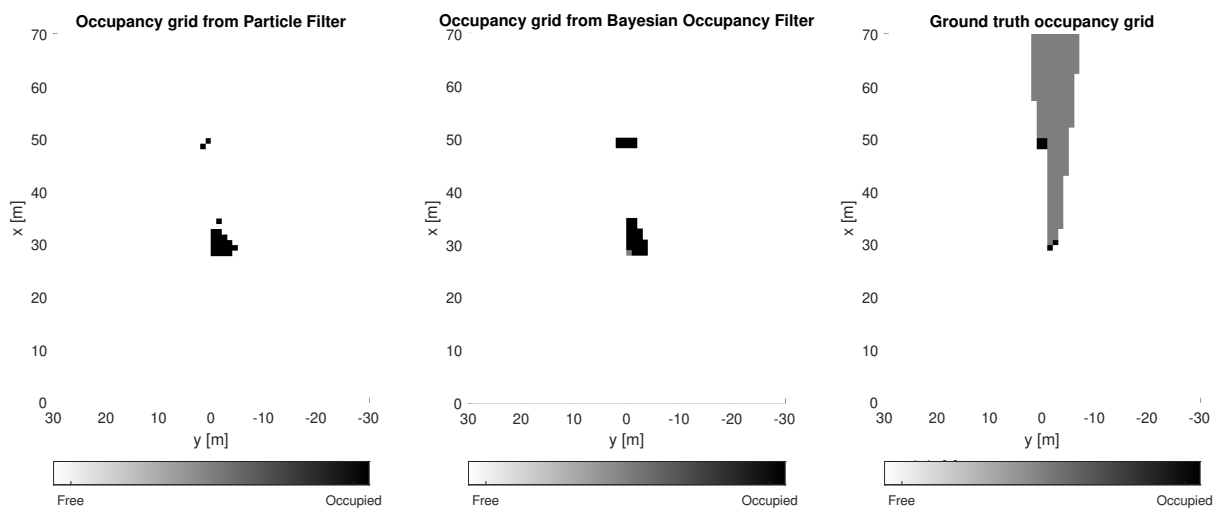 Occupancy grid from Particle Filter
70
60
50
40
30
20
10
0
x [m]
30 20 10 0 -10 -20 -30
y [m]
Free Occupied
Occupancy grid from Bayesian Occupancy Filter
70
60
50
40
30
20
10
0
x [m]
30 20 10 0 -10 -20 -30
y [m]
Free Occupied
Ground truth occupancy grid
70
60
50
40
30
20
10
0
x [m]
30 20 10 0 -10 -20 -30
y [m]
Free Occupied